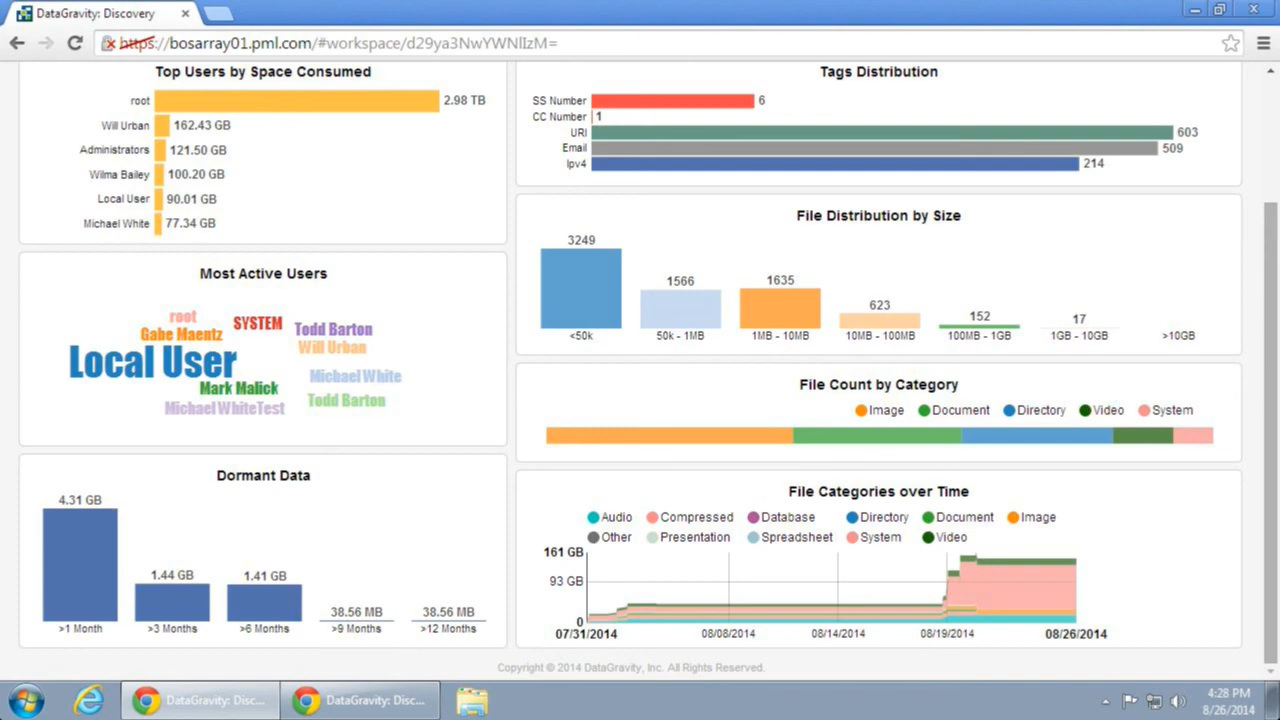 DataGravity: Discovery
https://bosarray01.pml.com/#workspace/d29ya3NwYWNlIzM=
Top Users by Space Consumed
root 2.98 TB
Will Urban 162.43 GB
Administrators 121.50 GB
Wilma Bailey 100.20 GB
Local User 90.01 GB
Michael White 77.34 GB
Tags Distribution
SS Number 6
CC Number 1
URI 603
Email 509
Ipv4 214
File Distribution by Size
3249 1566 1635 623 152 17
<50k 50k - 1MB 1MB - 10MB 10MB - 100MB 100MB - 1GB 1GB - 10GB >10GB
Most Active Users
root SYSTEM Todd Barton
Gabe Maentz Will Urban
Local User Michael White
Mark Malick Todd Barton
Michael WhiteTest
File Count by Category
Image Document Directory Video System
Dormant Data
4.31 GB 1.44 GB 1.41 GB 38.56 MB 38.56 MB
>1 Month >3 Months >6 Months >9 Months >12 Months
File Categories over Time
Audio Compressed Database Directory Document Image
Other Presentation Spreadsheet System Video
161 GB
93 GB
0
07/31/2014 08/08/2014 08/14/2014 08/19/2014 08/26/2014
Copyright © 2014 DataGravity, Inc. All Rights Reserved.
DataGravity: Disc... DataGravity: Disc...
4:28 PM
8/26/2014